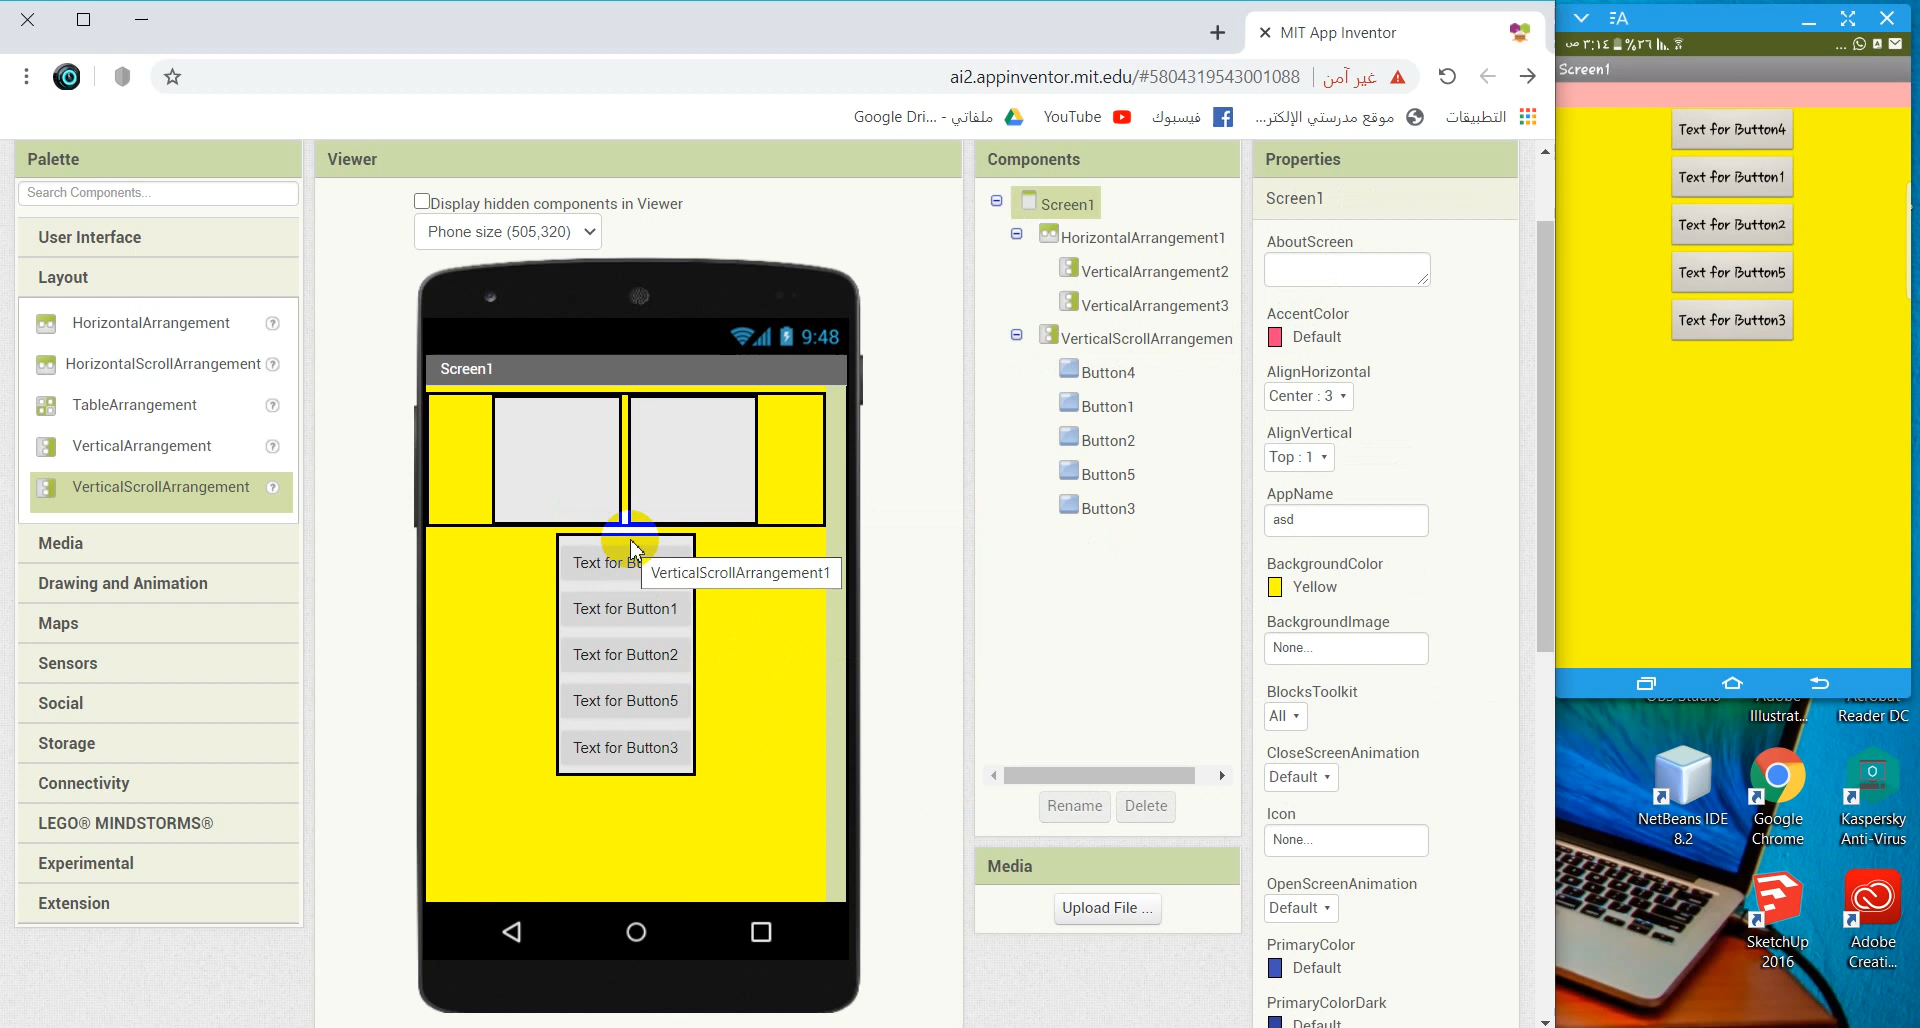 MIT App Inventor
ai2.appinventor.mit.edu/#5804319543001088
غير آمن
التطبيقات
موقع مدرستي الإلكتر...
فيسبوك
YouTube
ملفاتي - Google Dri...
Palette
Search Components...
User Interface
Layout
HorizontalArrangement
HorizontalScrollArrangement
TableArrangement
VerticalArrangement
VerticalScrollArrangement
Media
Drawing and Animation
Maps
Sensors
Social
Storage
Connectivity
LEGO® MINDSTORMS®
Experimental
Extension
Viewer
Display hidden components in Viewer
Phone size (505,320)
9:48
Screen1
Text for Bu
VerticalScrollArrangement1
Text for Button1
Text for Button2
Text for Button5
Text for Button3
Components
Screen1
HorizontalArrangement1
VerticalArrangement2
VerticalArrangement3
VerticalScrollArrangemen
Button4
Button1
Button2
Button5
Button3
Rename
Delete
Media
Upload File ...
Properties
Screen1
AboutScreen
AccentColor
Default
AlignHorizontal
Center : 3
AlignVertical
Top : 1
AppName
asd
BackgroundColor
Yellow
BackgroundImage
None...
BlocksToolkit
All
CloseScreenAnimation
Default
Icon
None...
OpenScreenAnimation
Default
PrimaryColor
Default
PrimaryColorDark
Default
٣:١٤ ص
%٢٦
Screen1
Text for Button4
Text for Button1
Text for Button2
Text for Button5
Text for Button3
Illustrat...
Reader DC
NetBeans IDE
8.2
Google
Chrome
Kaspersky
Anti-Virus
SketchUp
2016
Adobe
Creati...